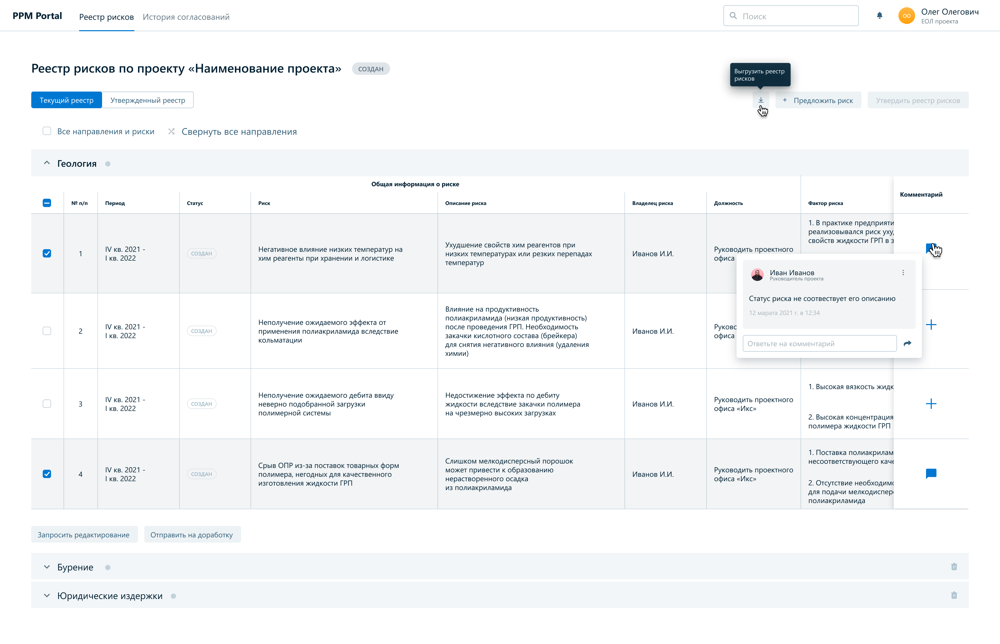 PPM Portal
Реестр рисков
История согласований
Поиск
ОО
Олег Олегович
ЕОЛ проекта
Реестр рисков по проекту «Наименование проекта»
СОЗДАН
Выгрузить реестр
рисков
Текущий реестр
Утвержденный реестр
+ Предложить риск
Утвердить реестр рисков
Все направления и риски
Свернуть все направления
Геология
Общая информация о риске
Комментарий
№ п/п
Период
Статус
Риск
Описание риска
Владелец риска
Должность
Фактор риска
1
IV кв. 2021 -
I кв. 2022
СОЗДАН
Негативное влияние низких температур на
хим реагенты при хранении и логистике
Ухудшение свойств хим реагентов при
низких температурах или резких перепадах
температур
Иванов И.И.
Руководить проектного
офиса
1. В практике предприяти
реализовывался риск уху
свойств жидкости ГРП в з
Иван Иванов
Руководитель проекта
Статус риска не соотвествует его описанию
12 марата 2021 г. в 12:34
Ответьте на комментарий
2
IV кв. 2021 -
I кв. 2022
СОЗДАН
Неполучение ожидаемого эффекта от
применения полиакриламида вследствие
кольматации
Влияние на продуктивность
полиакриламида (низкая продуктивность)
после проведения ГРП. Необходимость
закачки кислотного состава (брейкера)
для снятия негативного влияния (удаления
химии)
Иванов И.И.
Руково
офиса
3
IV кв. 2021 -
I кв. 2022
СОЗДАН
Неполучение ожидаемого дебита ввиду
неверно подобранной загрузки
полимерной системы
Недостижение эффекта по дебиту
жидкости вследствие закачки полимера
на чрезмерно высоких загрузках
Иванов И.И.
Руководить проектного
офиса «Икс»
1. Высокая вязкость жидк
2. Высокая концентрация
полимера жидкости ГРП
4
IV кв. 2021 -
I кв. 2022
СОЗДАН
Срыв ОПР из-за поставок товарных форм
полимера, негодных для качественного
изготовления жидкости ГРП
Слишком мелкодисперсный порошок
может привести к образованию
нерастворенного осадка
из полиакриламида
Иванов И.И.
Руководить проектного
офиса «Икс»
1. Поставка полиакрилам
несоответствующего каче
2. Отсутствие необходимо
для подачи мелкодиспер
полиакриламида
Запросить редактирование
Отправить на доработку
Бурение
Юридические издержки